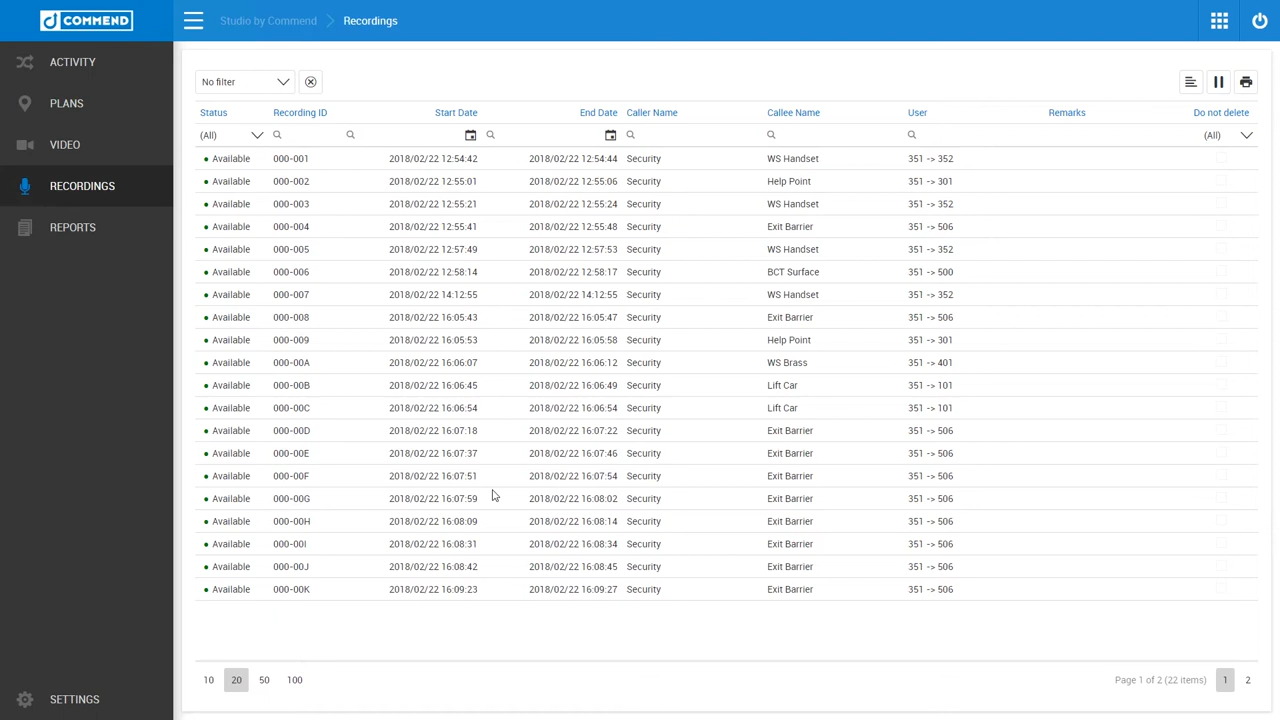 COMMEND
Studio by Commend Recordings
ACTIVITY
PLANS
VIDEO
RECORDINGS
REPORTS
SETTINGS
No filter
Status Recording ID Start Date End Date Caller Name Callee Name User Remarks Do not delete
(All) (All)
Available 000-001 2018/02/22 12:54:42 2018/02/22 12:54:44 Security WS Handset 351 -> 352
Available 000-002 2018/02/22 12:55:01 2018/02/22 12:55:06 Security Help Point 351 -> 301
Available 000-003 2018/02/22 12:55:21 2018/02/22 12:55:24 Security WS Handset 351 -> 352
Available 000-004 2018/02/22 12:55:41 2018/02/22 12:55:48 Security Exit Barrier 351 -> 506
Available 000-005 2018/02/22 12:57:49 2018/02/22 12:57:53 Security WS Handset 351 -> 352
Available 000-006 2018/02/22 12:58:14 2018/02/22 12:58:17 Security BCT Surface 351 -> 500
Available 000-007 2018/02/22 14:12:55 2018/02/22 14:12:55 Security WS Handset 351 -> 352
Available 000-008 2018/02/22 16:05:43 2018/02/22 16:05:47 Security Exit Barrier 351 -> 506
Available 000-009 2018/02/22 16:05:53 2018/02/22 16:05:58 Security Help Point 351 -> 301
Available 000-00A 2018/02/22 16:06:07 2018/02/22 16:06:12 Security WS Brass 351 -> 401
Available 000-00B 2018/02/22 16:06:45 2018/02/22 16:06:49 Security Lift Car 351 -> 101
Available 000-00C 2018/02/22 16:06:54 2018/02/22 16:06:54 Security Lift Car 351 -> 101
Available 000-00D 2018/02/22 16:07:18 2018/02/22 16:07:22 Security Exit Barrier 351 -> 506
Available 000-00E 2018/02/22 16:07:37 2018/02/22 16:07:46 Security Exit Barrier 351 -> 506
Available 000-00F 2018/02/22 16:07:51 2018/02/22 16:07:54 Security Exit Barrier 351 -> 506
Available 000-00G 2018/02/22 16:07:59 2018/02/22 16:08:02 Security Exit Barrier 351 -> 506
Available 000-00H 2018/02/22 16:08:09 2018/02/22 16:08:14 Security Exit Barrier 351 -> 506
Available 000-00I 2018/02/22 16:08:31 2018/02/22 16:08:34 Security Exit Barrier 351 -> 506
Available 000-00J 2018/02/22 16:08:42 2018/02/22 16:08:45 Security Exit Barrier 351 -> 506
Available 000-00K 2018/02/22 16:09:23 2018/02/22 16:09:27 Security Exit Barrier 351 -> 506
10 20 50 100 Page 1 of 2 (22 items) 1 2